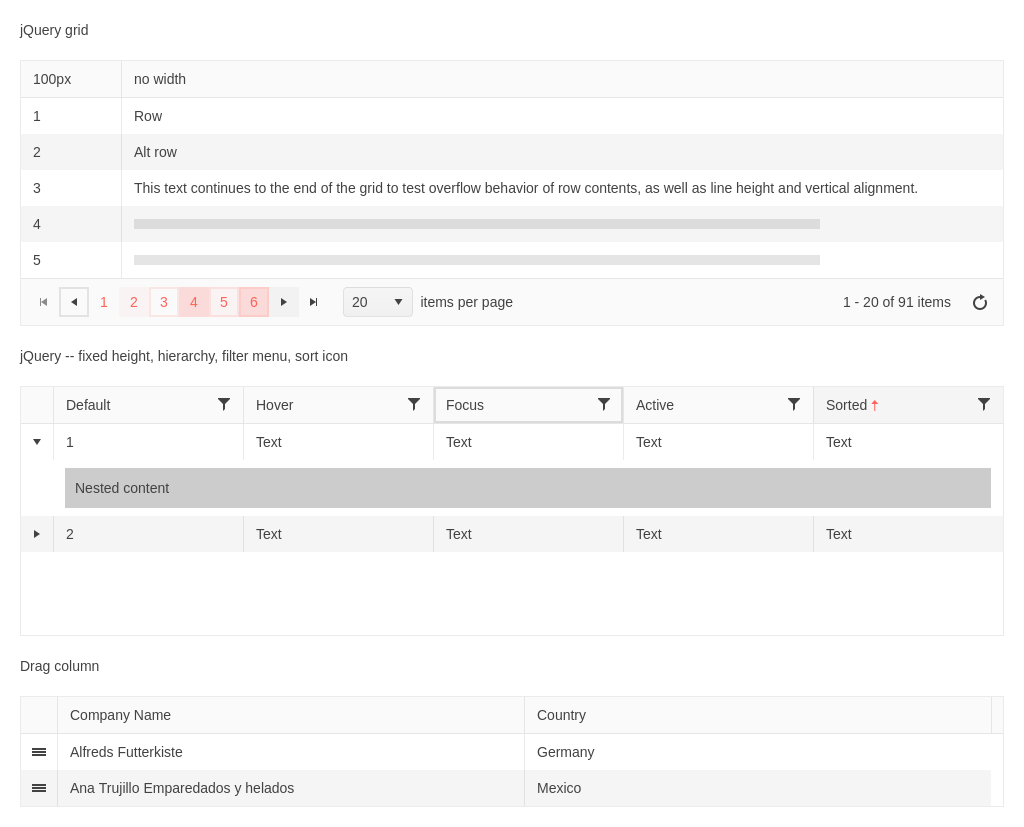 jQuery grid
100px no width
1 Row
2 Alt row
3 This text continues to the end of the grid to test overflow behavior of row contents, as well as line height and vertical alignment.
4
5
1 2 3 4 5 6 20 items per page 1 - 20 of 91 items
jQuery -- fixed height, hierarchy, filter menu, sort icon
Default Hover Focus Active Sorted
1 Text Text Text Text
Nested content
2 Text Text Text Text
Drag column
Company Name Country
Alfreds Futterkiste Germany
Ana Trujillo Emparedados y helados Mexico